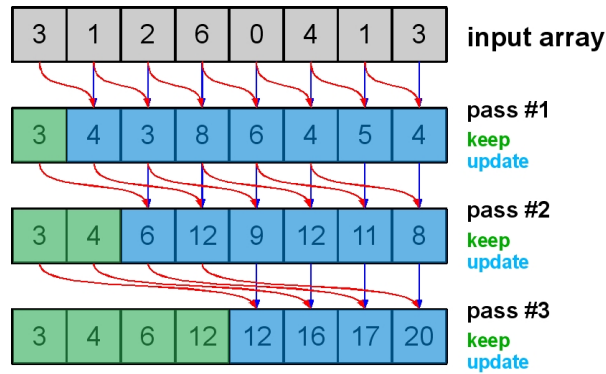 3 1 2 6 0 4 1 3
input array
3 4 3 8 6 4 5 4
pass #1
keep
update
3 4 6 12 9 12 11 8
pass #2
keep
update
3 4 6 12 12 16 17 20
pass #3
keep
update